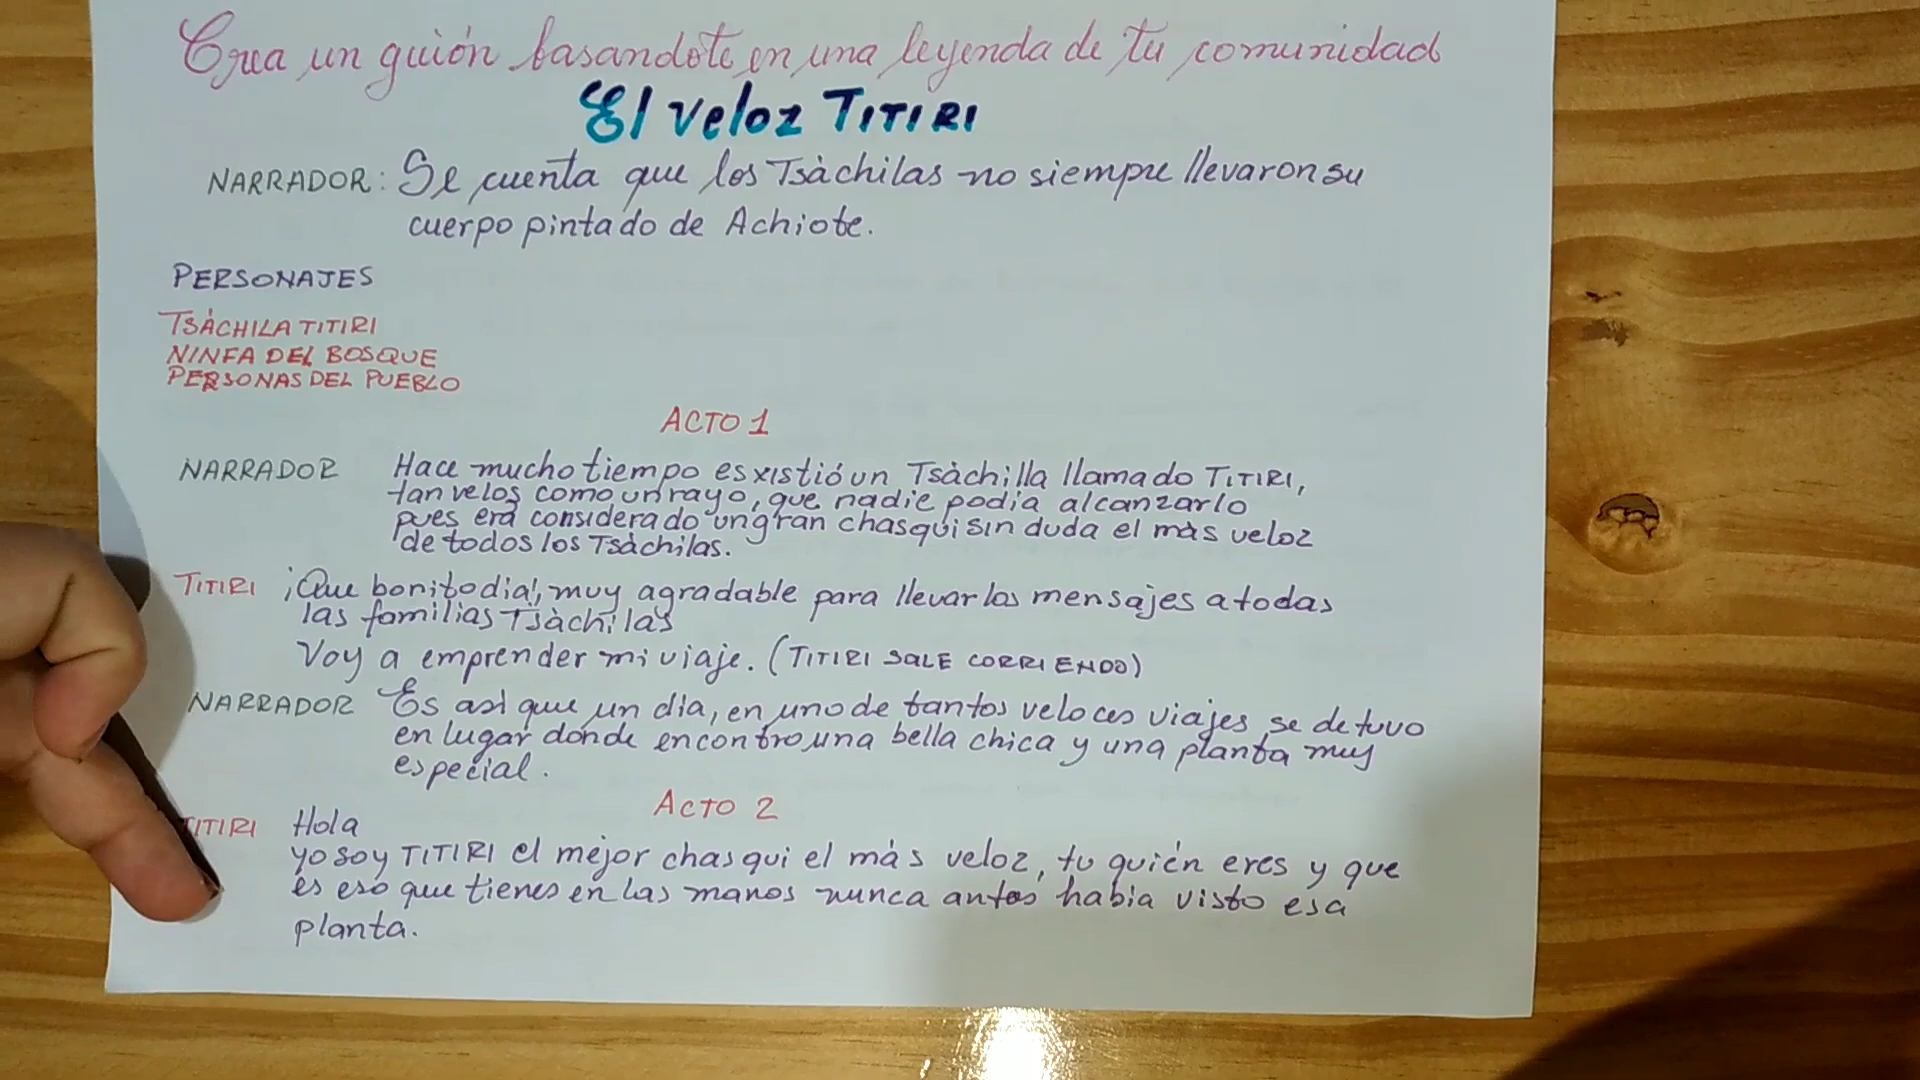 Crea un guión basandote en una leyenda de tu comunidad
El Veloz TITIRI
NARRADOR: Se cuenta que los Tsàchilas no siempre llevaron su
cuerpo pintado de Achiote.
PERSONAJES
TSÁCHILA TITIRI
NINFA DEL BOSQUE
PERSONAS DEL PUEBLO
ACTO 1
NARRADOR Hace mucho tiempo esxistió un Tsàchilla llamado TITIRI,
tan velos como un rayo, que nadie podia alcanzarlo
pues era considerado un gran chasqui sin duda el màs veloz
de todos los Tsàchilas.
TITIRI ¡Que bonito dia!, muy agradable para llevar los mensajes a todas
las familias Tsàchilas
Voy a emprender mi viaje. (TITIRI SALE CORRIENDO)
NARRADOR Es asì que un dia, en uno de tantos veloces viajes se detuvo
en lugar donde encontro una bella chica y una planta muy
especial.
ACTO 2
TITIRI Hola
yo soy TITIRI el mejor chasqui el màs veloz, tu quièn eres y que
es eso que tienes en las manos nunca antes habia visto esa
planta.